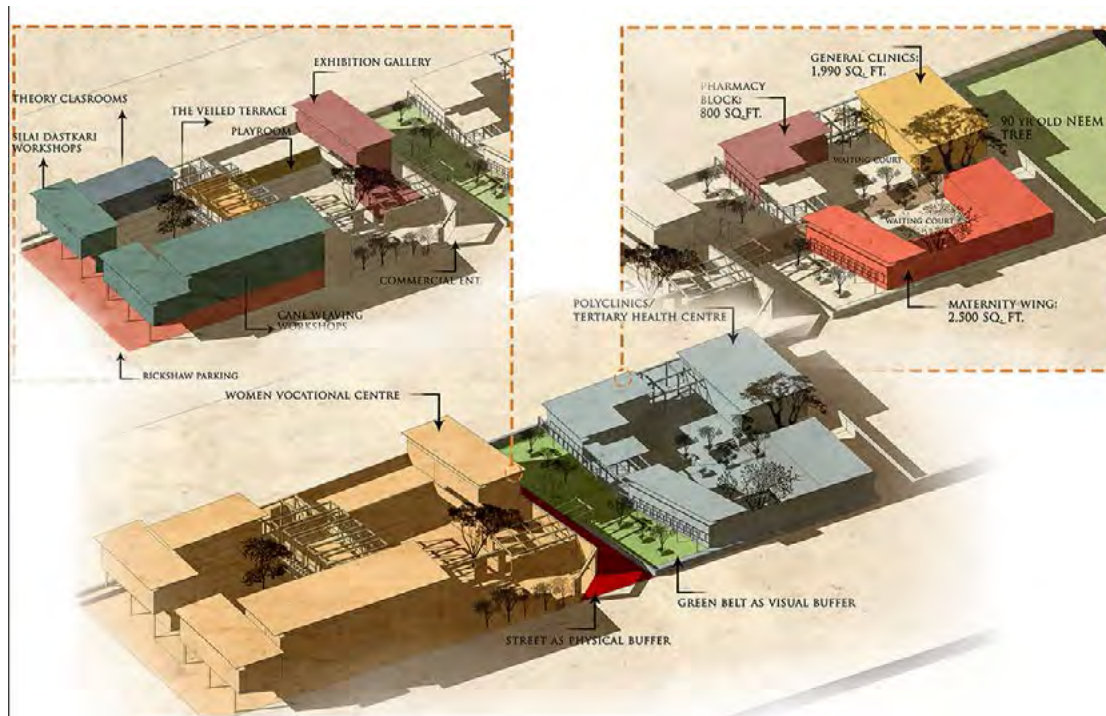 EXHIBITION GALLERY
THEORY CLASROOMS
THE VEILED TERRACE
PLAYROOM
SILAI DASTKARI
WORKSHOPS
COMMERCIAL ENT.
CANE WEAVING
WORKSHOPS
RICKSHAW PARKING
GENERAL CLINICS:
1,990 SQ. FT.
PHARMACY
BLOCK:
800 SQ.FT.
90 YR OLD NEEM
TREE
WAITING COURT
WAITING COURT
MATERNITY WING:
2,500 SQ. FT.
POLYCLINICS/
TERTIARY HEALTH CENTRE
WOMEN VOCATIONAL CENTRE
GREEN BELT AS VISUAL BUFFER
STREET AS PHYSICAL BUFFER